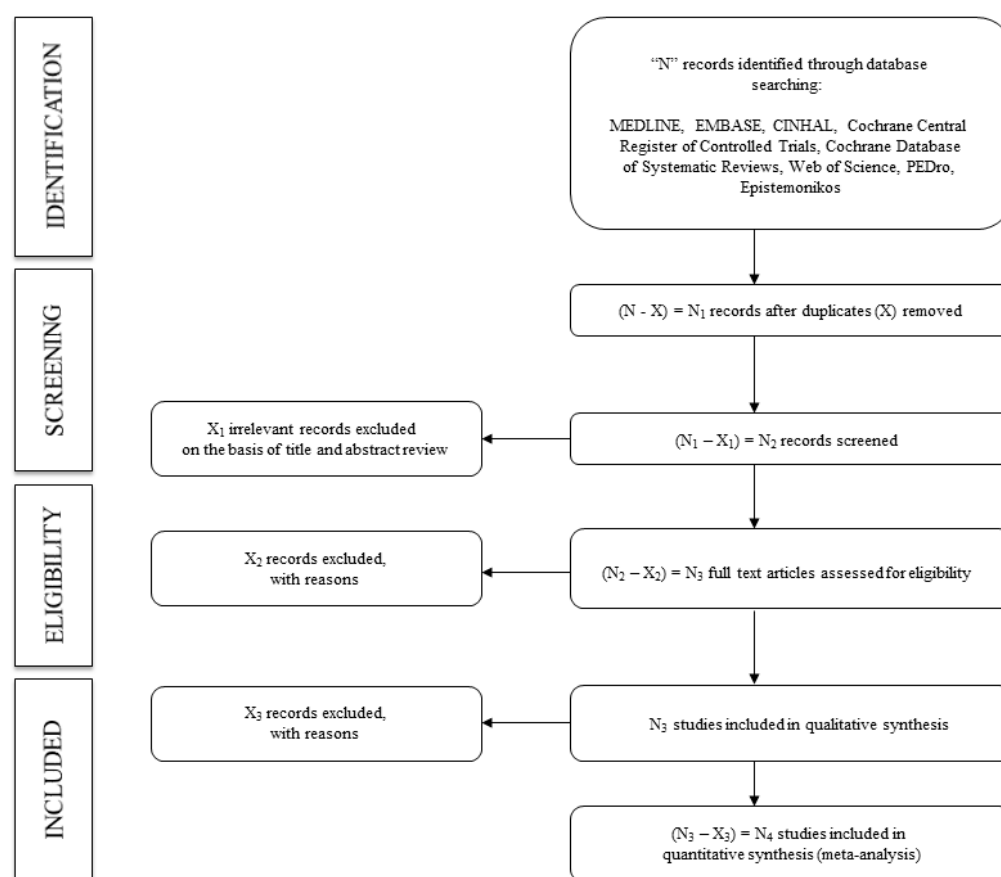 IDENTIFICATION
“N” records identified through database
searching:
MEDLINE, EMBASE, CINHAL, Cochrane Central
Register of Controlled Trials, Cochrane Database
of Systematic Reviews, Web of Science, PEDro,
Epistemonikos
SCREENING
(N - X) = N₁ records after duplicates (X) removed
X₁ irrelevant records excluded
on the basis of title and abstract review
(N₁ – X₁) = N₂ records screened
ELIGIBILITY
X₂ records excluded,
with reasons
(N₂ – X₂) = N₃ full text articles assessed for eligibility
INCLUDED
X₃ records excluded,
with reasons
N₃ studies included in qualitative synthesis
(N₃ – X₃) = N₄ studies included in
quantitative synthesis (meta-analysis)